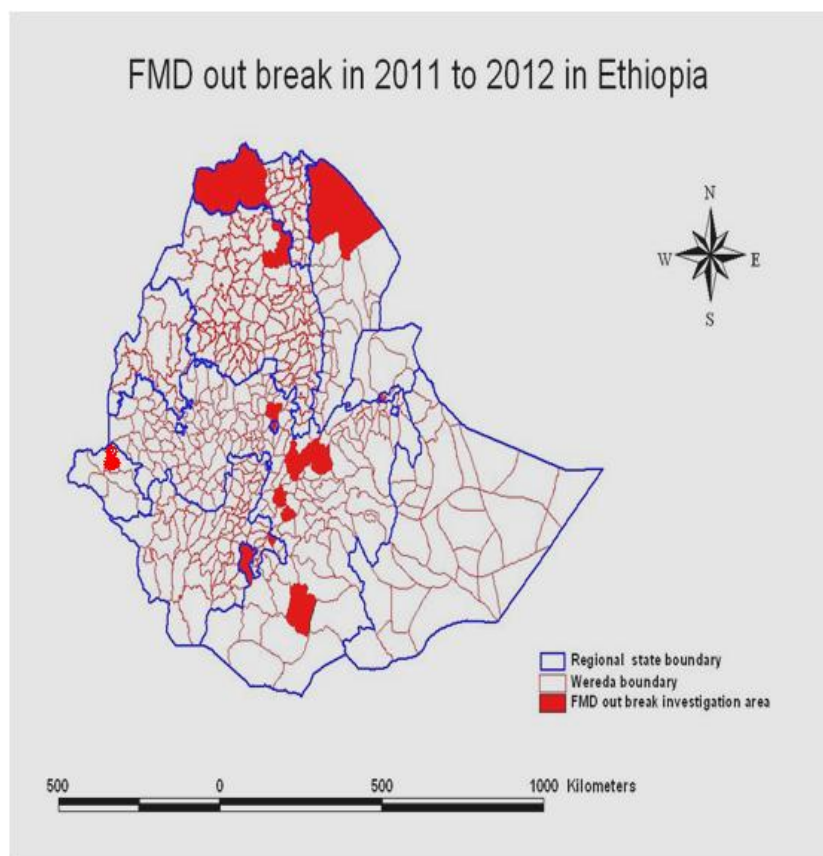 FMD out break in 2011 to 2012 in Ethiopia
N
W E
S
Regional state boundary
Wereda boundary
FMD out break investigation area
500 0 500 1000 Kilometers